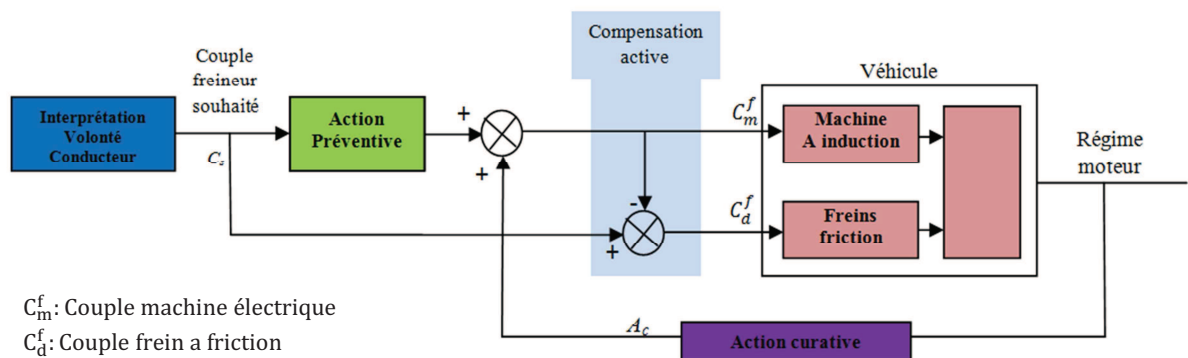 Compensation
active
Couple
freineur
souhaité
Véhicule
Interprétation
Volonté
Conducteur
C_s
Action
Préventive
+
+
-
+
C_m^f
C_d^f
Machine
A induction
Freins
friction
Régime
moteur
C_m^f: Couple machine électrique
C_d^f: Couple frein a friction
A_c
Action curative